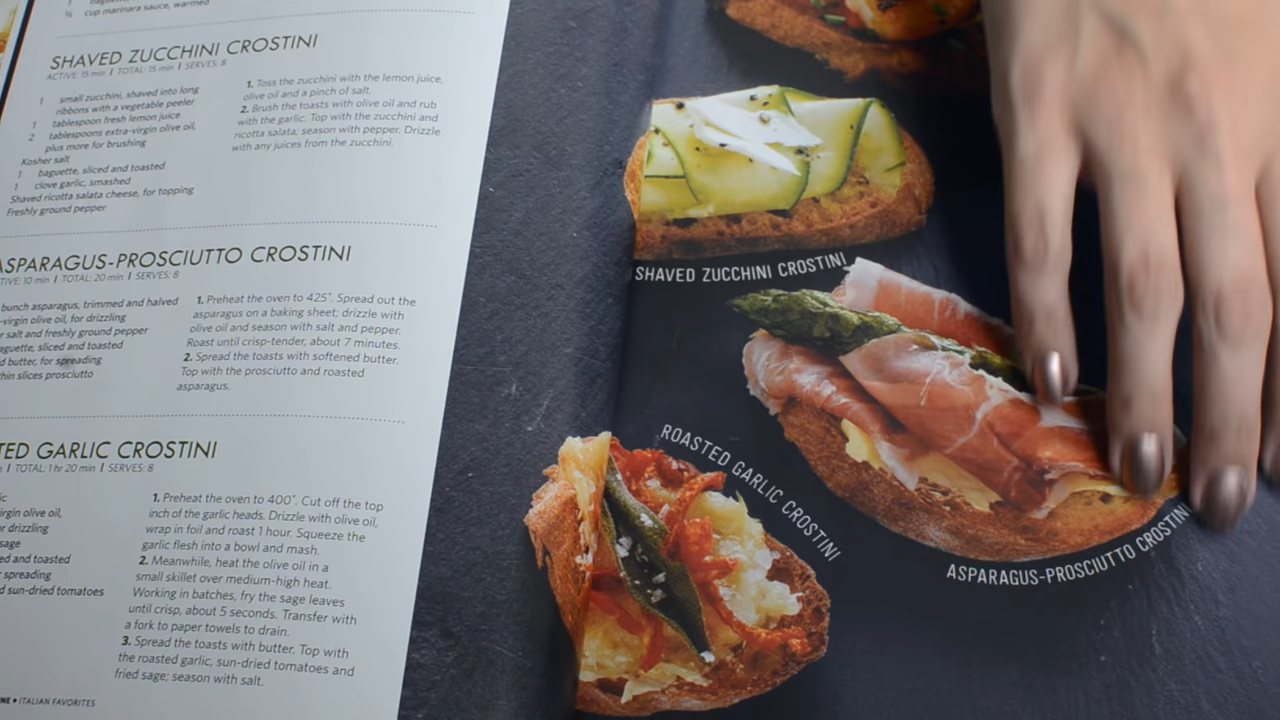 baguette,
¾ cup marinara sauce, warmed
SHAVED ZUCCHINI CROSTINI
ACTIVE: 15 min I TOTAL: 15 min I SERVES: 8
1 small zucchini, shaved into long
ribbons with a vegetable peeler
1 tablespoon fresh lemon juice
2 tablespoons extra-virgin olive oil,
plus more for brushing
Kosher salt
1 baguette, sliced and toasted
1 clove garlic, smashed
Shaved ricotta salata cheese, for topping
Freshly ground pepper
1. Toss the zucchini with the lemon juice,
olive oil and a pinch of salt.
2. Brush the toasts with olive oil and rub
with the garlic. Top with the zucchini and
ricotta salata; season with pepper. Drizzle
with any juices from the zucchini.
ASPARAGUS-PROSCIUTTO CROSTINI
TIVE: 10 min I TOTAL: 20 min I SERVES: 8
bunch asparagus, trimmed and halved
-virgin olive oil, for drizzling
r salt and freshly ground pepper
aguette, sliced and toasted
d butter, for spreading
hin slices prosciutto
1. Preheat the oven to 425°. Spread out the
asparagus on a baking sheet; drizzle with
olive oil and season with salt and pepper.
Roast until crisp-tender, about 7 minutes.
2. Spread the toasts with softened butter.
Top with the prosciutto and roasted
asparagus.
TED GARLIC CROSTINI
I TOTAL: 1 hr 20 min I SERVES: 8
ic
irgin olive oil,
or drizzling
sage
ed and toasted
r spreading
d sun-dried tomatoes
1. Preheat the oven to 400°. Cut off the top
inch of the garlic heads. Drizzle with olive oil,
wrap in foil and roast 1 hour. Squeeze the
garlic flesh into a bowl and mash.
2. Meanwhile, heat the olive oil in a
small skillet over medium-high heat.
Working in batches, fry the sage leaves
until crisp, about 5 seconds. Transfer with
a fork to paper towels to drain.
3. Spread the toasts with butter. Top with
the roasted garlic, sun-dried tomatoes and
fried sage; season with salt.
NE • ITALIAN FAVORITES
SHAVED ZUCCHINI CROSTINI
ROASTED GARLIC CROSTINI
ASPARAGUS-PROSCIUTTO CROSTINI